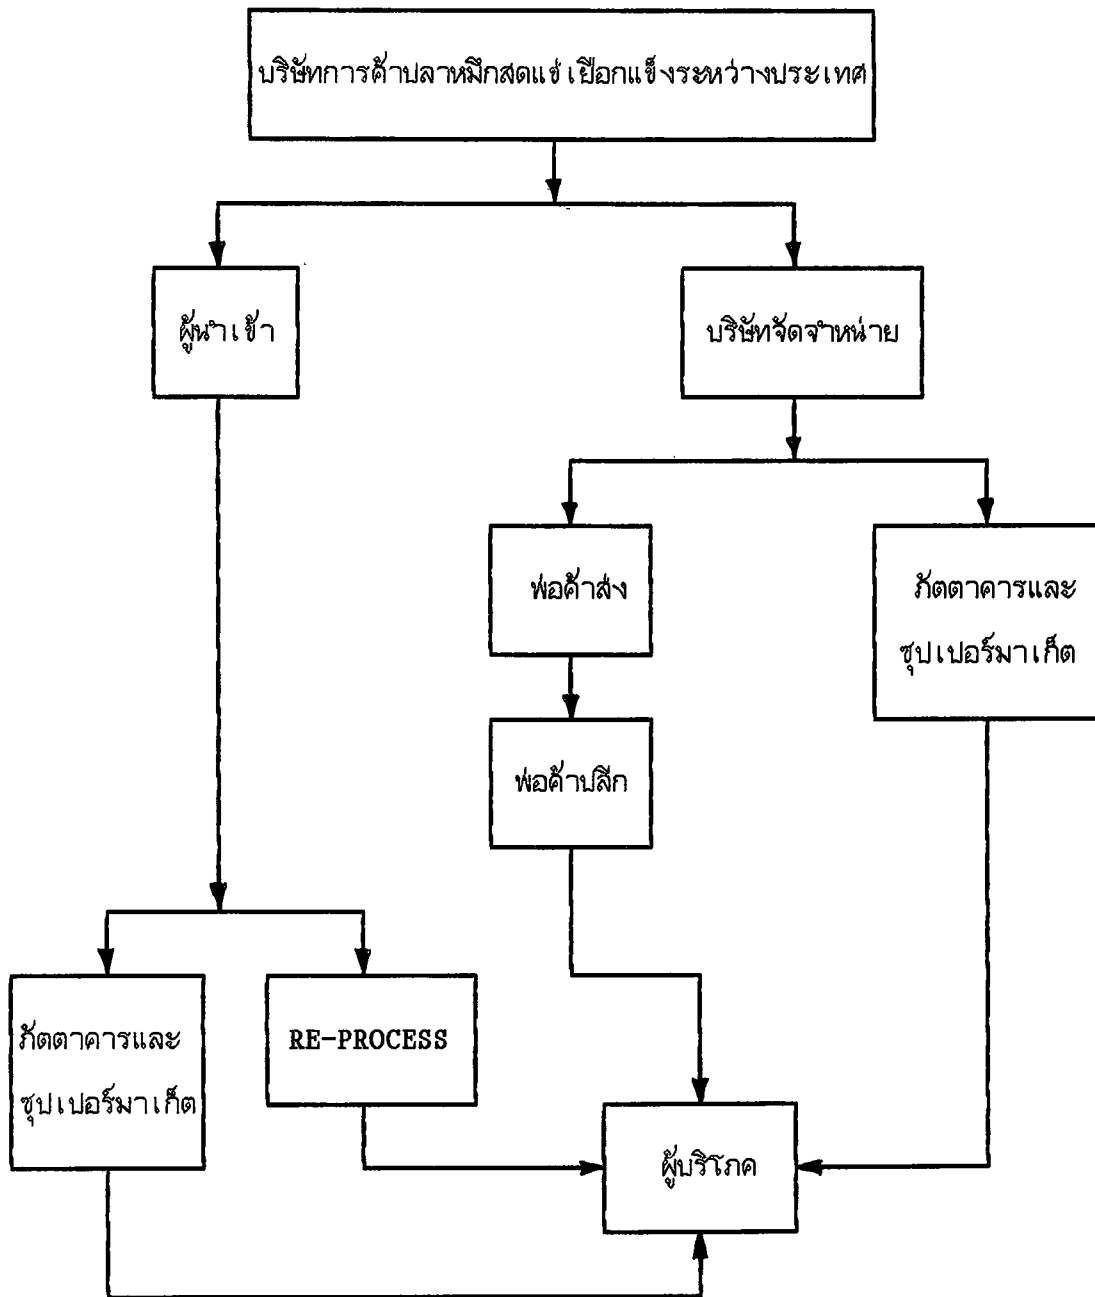 บริษัทการค้าปลาหมึกสดแช่เยือกแข็งระหว่างประเทศ
ผู้นำเข้า
บริษัทจัดจำหน่าย
พ่อค้าส่ง
ภัตตาคารและ
ซุปเปอร์มาเก็ต
พ่อค้าปลีก
ภัตตาคารและ
ซุปเปอร์มาเก็ต
RE-PROCESS
ผู้บริโภค